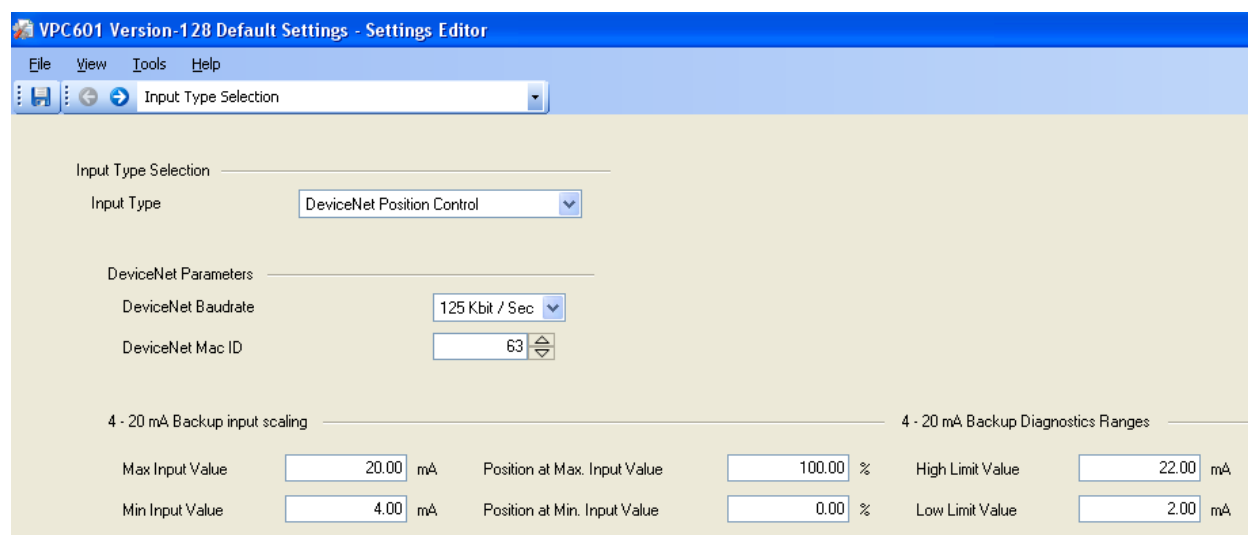 VPC601 Version-128 Default Settings - Settings Editor
File View Tools Help
Input Type Selection
Input Type Selection
Input Type DeviceNet Position Control
DeviceNet Parameters
DeviceNet Baudrate 125 Kbit / Sec
DeviceNet Mac ID 63
4 - 20 mA Backup input scaling 4 - 20 mA Backup Diagnostics Ranges
Max Input Value 20.00 mA Position at Max. Input Value 100.00 % High Limit Value 22.00 mA
Min Input Value 4.00 mA Position at Min. Input Value 0.00 % Low Limit Value 2.00 mA